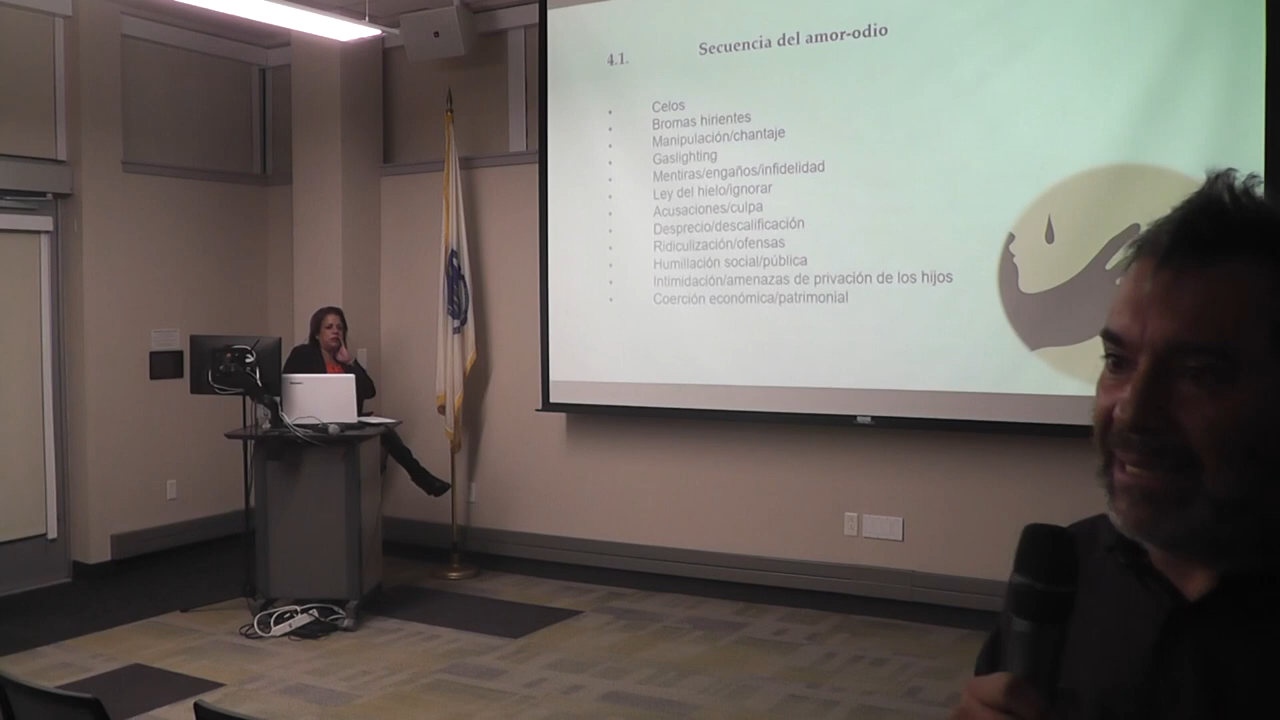 4.1. Secuencia del amor-odio
Celos
Bromas hirientes
Manipulación/chantaje
Gaslighting
Mentiras/engaños/infidelidad
Ley del hielo/ignorar
Acusaciones/culpa
Desprecio/descalificación
Ridiculización/ofensas
Humillación social/pública
Intimidación/amenazas de privación de los hijos
Coerción económica/patrimonial